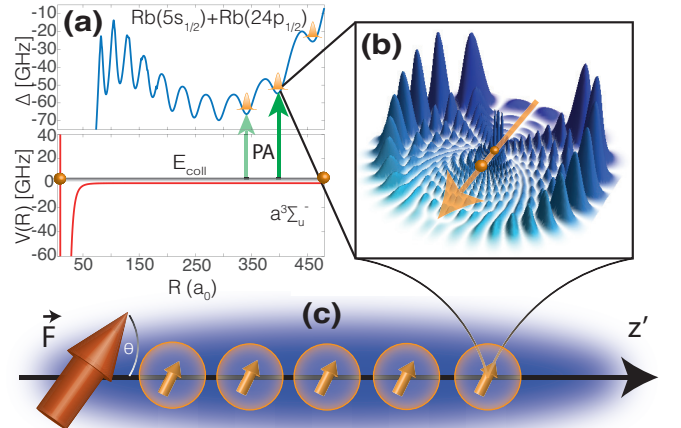 (a) Rb(5s1/2)+Rb(24p1/2)
Δ [GHz]
-10
-20
-30
-40
-50
-60
-70
PA
E_coll
V(R) [GHz]
40
20
0
-20
-40
-60
a³Σu⁻
50
150
250
350
450
R (a₀)
(b)
(c)
F
θ
z'